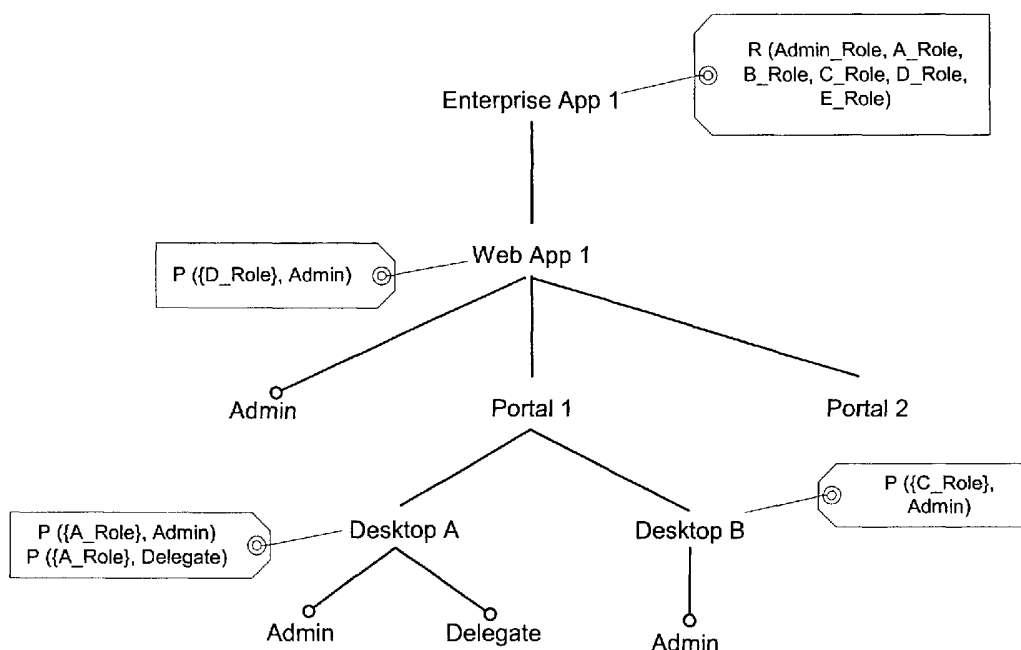 R (Admin_Role, A_Role,
B_Role, C_Role, D_Role,
E_Role)
Enterprise App 1
Web App 1
P ({D_Role}, Admin)
Admin
Portal 1
Portal 2
P ({C_Role},
Admin)
P ({A_Role}, Admin)
P ({A_Role}, Delegate)
Desktop A
Desktop B
Admin
Delegate
Admin